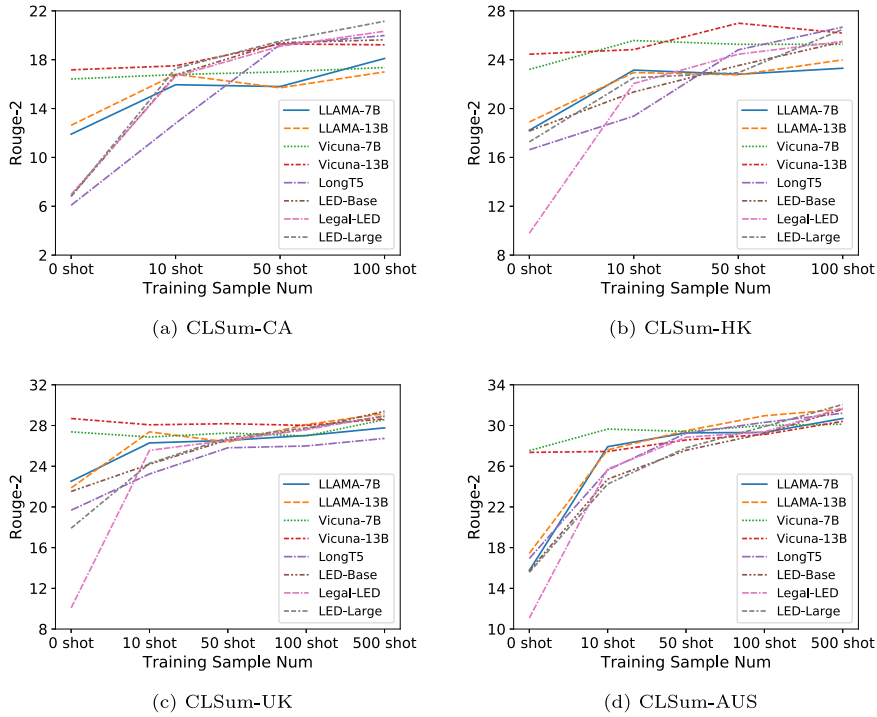 22
18
14
10
6
2
Rouge-2
LLAMA-7B
LLAMA-13B
Vicuna-7B
Vicuna-13B
LongT5
LED-Base
Legal-LED
LED-Large
0 shot 10 shot 50 shot 100 shot
Training Sample Num
(a) CLSum-CA
28
24
20
16
12
8
Rouge-2
LLAMA-7B
LLAMA-13B
Vicuna-7B
Vicuna-13B
LongT5
LED-Base
Legal-LED
LED-Large
0 shot 10 shot 50 shot 100 shot
Training Sample Num
(b) CLSum-HK
32
28
24
20
16
12
8
Rouge-2
LLAMA-7B
LLAMA-13B
Vicuna-7B
Vicuna-13B
LongT5
LED-Base
Legal-LED
LED-Large
0 shot 10 shot 50 shot 100 shot 500 shot
Training Sample Num
(c) CLSum-UK
34
30
26
22
18
14
10
Rouge-2
LLAMA-7B
LLAMA-13B
Vicuna-7B
Vicuna-13B
LongT5
LED-Base
Legal-LED
LED-Large
0 shot 10 shot 50 shot 100 shot 500 shot
Training Sample Num
(d) CLSum-AUS